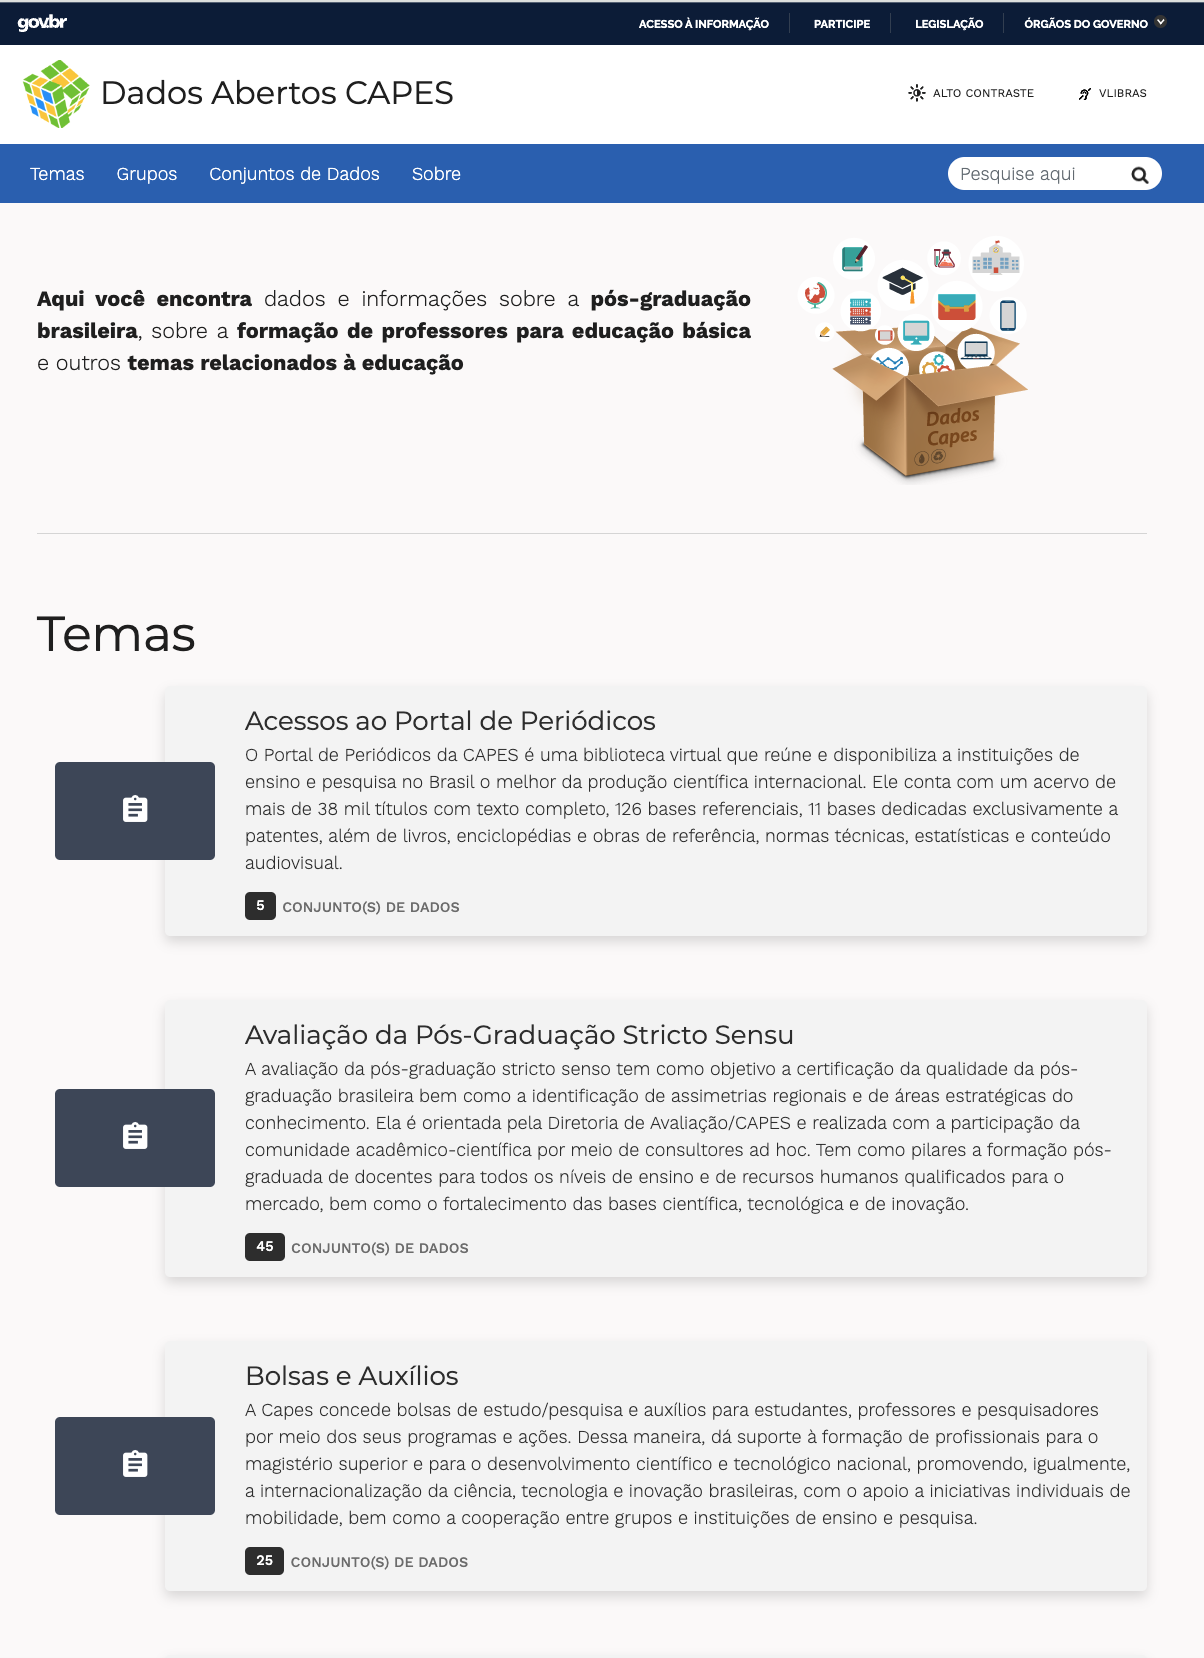 gov.br
ACESSO À INFORMAÇÃO
PARTICIPE
LEGISLAÇÃO
ÓRGÃOS DO GOVERNO
Dados Abertos CAPES
ALTO CONTRASTE
VLIBRAS
Temas
Grupos
Conjuntos de Dados
Sobre
Pesquise aqui
Aqui você encontra dados e informações sobre a pós-graduação
brasileira, sobre a formação de professores para educação básica
e outros temas relacionados à educação
Dados
Capes
Temas
Acessos ao Portal de Periódicos
O Portal de Periódicos da CAPES é uma biblioteca virtual que reúne e disponibiliza a instituições de
ensino e pesquisa no Brasil o melhor da produção científica internacional. Ele conta com um acervo de
mais de 38 mil títulos com texto completo, 126 bases referenciais, 11 bases dedicadas exclusivamente a
patentes, além de livros, enciclopédias e obras de referência, normas técnicas, estatísticas e conteúdo
audiovisual.
5 CONJUNTO(S) DE DADOS
Avaliação da Pós-Graduação Stricto Sensu
A avaliação da pós-graduação stricto senso tem como objetivo a certificação da qualidade da pós-
graduação brasileira bem como a identificação de assimetrias regionais e de áreas estratégicas do
conhecimento. Ela é orientada pela Diretoria de Avaliação/CAPES e realizada com a participação da
comunidade acadêmico-científica por meio de consultores ad hoc. Tem como pilares a formação pós-
graduada de docentes para todos os níveis de ensino e de recursos humanos qualificados para o
mercado, bem como o fortalecimento das bases científica, tecnológica e de inovação.
45 CONJUNTO(S) DE DADOS
Bolsas e Auxílios
A Capes concede bolsas de estudo/pesquisa e auxílios para estudantes, professores e pesquisadores
por meio dos seus programas e ações. Dessa maneira, dá suporte à formação de profissionais para o
magistério superior e para o desenvolvimento científico e tecnológico nacional, promovendo, igualmente,
a internacionalização da ciência, tecnologia e inovação brasileiras, com o apoio a iniciativas individuais de
mobilidade, bem como a cooperação entre grupos e instituições de ensino e pesquisa.
25 CONJUNTO(S) DE DADOS